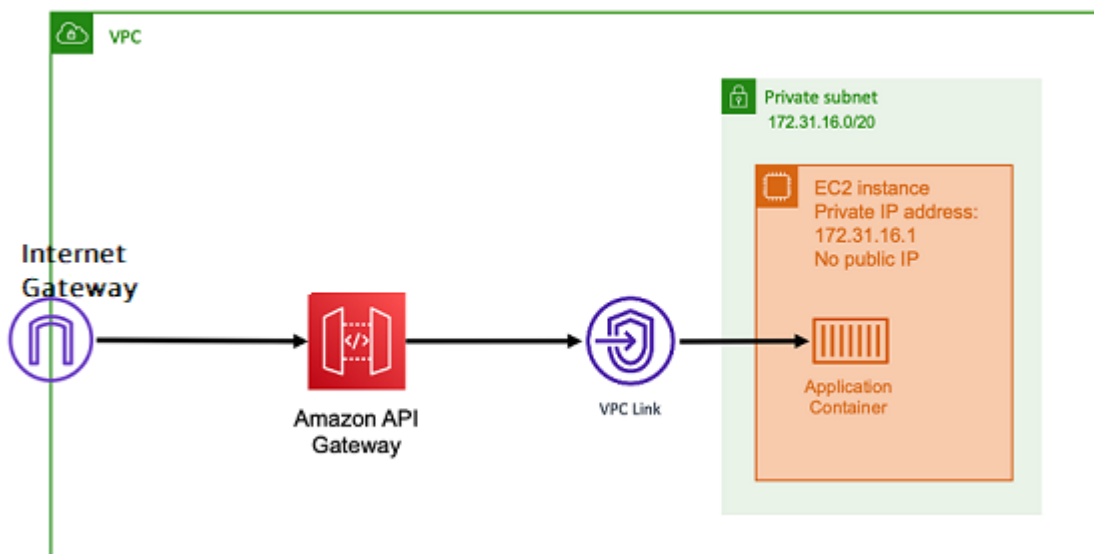 VPC
Private subnet
172.31.16.0/20
EC2 instance
Private IP address:
172.31.16.1
No public IP
Internet
Gateway
</>
Amazon API
Gateway
VPC Link
Application
Container